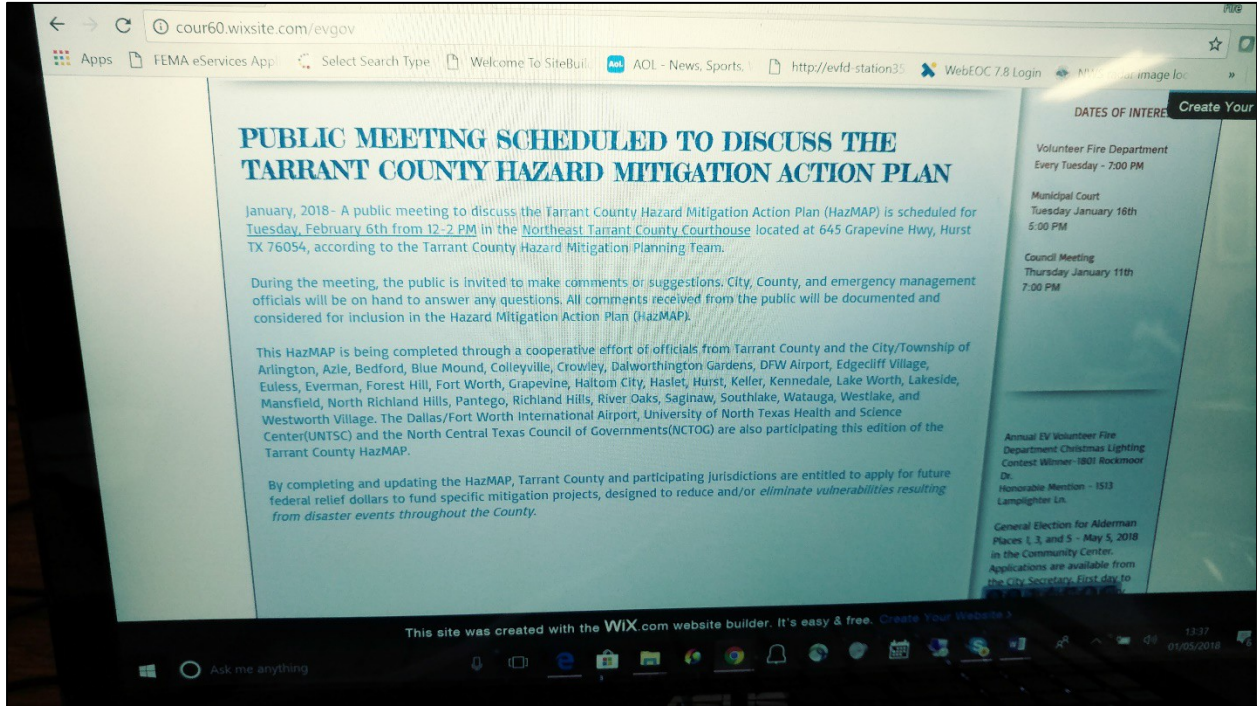 Fire
cour60.wixsite.com/evgov
Apps FEMA eServices App Select Search Type Welcome To SiteBuil AOL - News, Sports, http://evfd-station35 WebEOC 7.8 Login image loc »
Create Your
PUBLIC MEETING SCHEDULED TO DISCUSS THE
TARRANT COUNTY HAZARD MITIGATION ACTION PLAN
January, 2018- A public meeting to discuss the Tarrant County Hazard Mitigation Action Plan (HazMAP) is scheduled for
Tuesday, February 6th from 12-2 PM in the Northeast Tarrant County Courthouse located at 645 Grapevine Hwy, Hurst
TX 76054, according to the Tarrant County Hazard Mitigation Planning Team.
During the meeting, the public is invited to make comments or suggestions. City, County, and emergency management
officials will be on hand to answer any questions. All comments received from the public will be documented and
considered for inclusion in the Hazard Mitigation Action Plan (HazMAP).
This HazMAP is being completed through a cooperative effort of officials from Tarrant County and the City/Township of
Arlington, Azle, Bedford, Blue Mound, Colleyville, Crowley, Dalworthington Gardens, DFW Airport, Edgecliff Village,
Euless, Everman, Forest Hill, Fort Worth, Grapevine, Haltom City, Haslet, Hurst, Keller, Kennedale, Lake Worth, Lakeside,
Mansfield, North Richland Hills, Pantego, Richland Hills, River Oaks, Saginaw, Southlake, Watauga, Westlake, and
Westworth Village. The Dallas/Fort Worth International Airport, University of North Texas Health and Science
Center(UNTSC) and the North Central Texas Council of Governments(NCTOG) are also participating this edition of the
Tarrant County HazMAP.
By completing and updating the HazMAP, Tarrant County and participating jurisdictions are entitled to apply for future
federal relief dollars to fund specific mitigation projects, designed to reduce and/or eliminate vulnerabilities resulting
from disaster events throughout the County.
DATES OF INTERE
Volunteer Fire Department
Every Tuesday - 7:00 PM
Municipal Court
Tuesday January 16th
5:00 PM
Council Meeting
Thursday January 11th
7:00 PM
Annual EV Volunteer Fire
Department Christmas Lighting
Contest Winner-1801 Rockmoor
Dr.
Honorable Mention - 1513
Lamplighter Ln.
General Election for Alderman
Places 1, 3, and 5 - May 5, 2018
in the Community Center.
Applications are available from
the City Secretary. First day to
This site was created with the WiX.com website builder. It's easy & free. Create Your Website >
Ask me anything
13:37
01/05/2018
ASUS